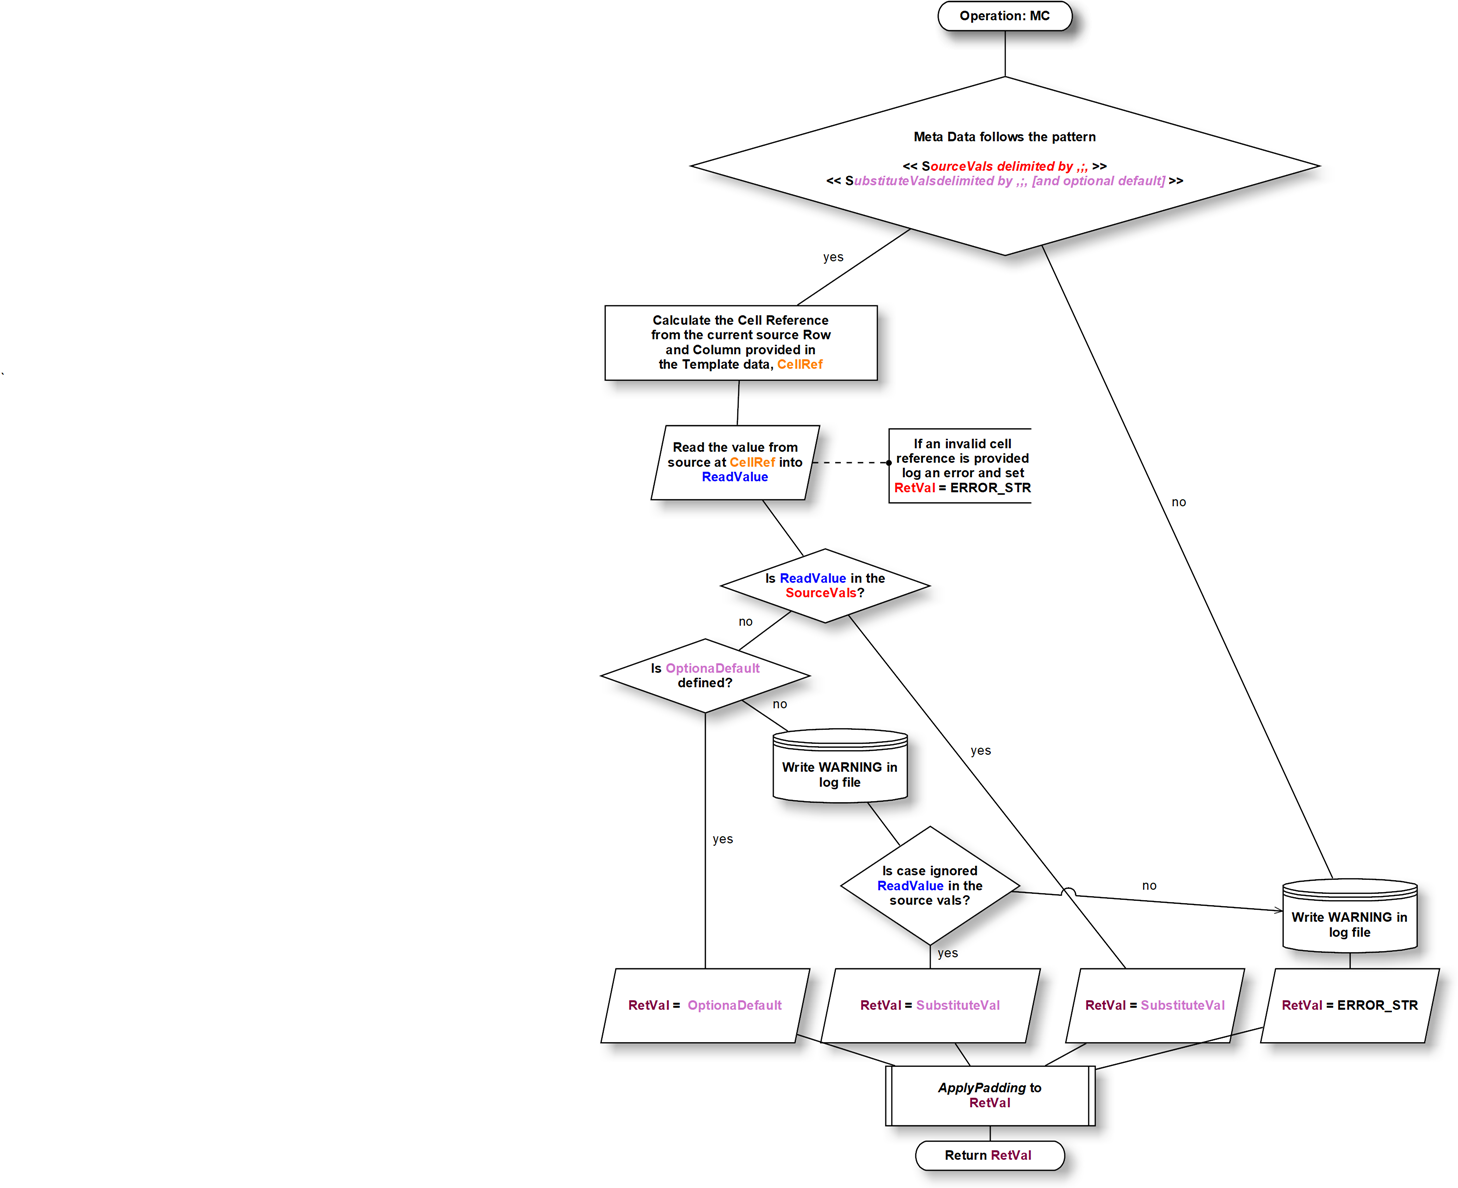 Operation: MC
Meta Data follows the pattern
<< SourceVals delimited by ,;, >>
<< SubstituteValsdelimited by ,;, [and optional default] >>
yes
Calculate the Cell Reference
from the current source Row
and Column provided in
the Template data, CellRef
`
Read the value from
source at CellRef into
ReadValue
If an invalid cell
reference is provided
log an error and set
RetVal = ERROR_STR
no
Is ReadValue in the
SourceVals?
no
Is OptionaDefault
defined?
no
yes
Write WARNING in
log file
yes
Is case ignored
ReadValue in the
source vals?
no
Write WARNING in
log file
yes
RetVal = OptionaDefault
RetVal = SubstituteVal
RetVal = SubstituteVal
RetVal = ERROR_STR
ApplyPadding to
RetVal
Return RetVal